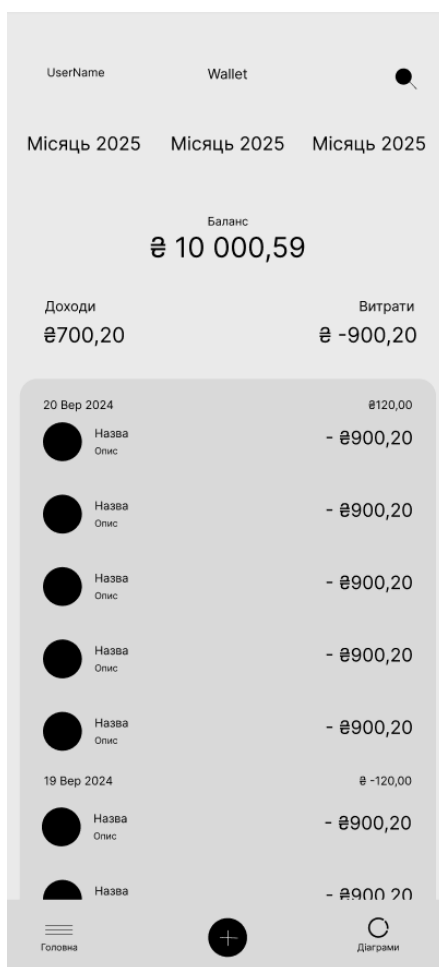 UserName Wallet
Місяць 2025 Місяць 2025 Місяць 2025
Баланс
₴ 10 000,59
Доходи Витрати
₴700,20 ₴ -900,20
20 Вер 2024 ₴120,00
Назва - ₴900,20
Опис
Назва - ₴900,20
Опис
Назва - ₴900,20
Опис
Назва - ₴900,20
Опис
Назва - ₴900,20
Опис
19 Вер 2024 ₴ -120,00
Назва - ₴900,20
Опис
Назва - ₴900,20
Головна Діаграми